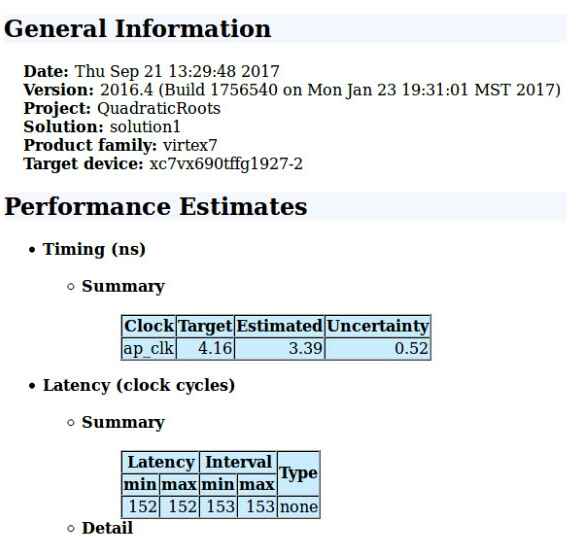 General Information
Date: Thu Sep 21 13:29:48 2017
Version: 2016.4 (Build 1756540 on Mon Jan 23 19:31:01 MST 2017)
Project: QuadraticRoots
Solution: solution1
Product family: virtex7
Target device: xc7vx690tffg1927-2
Performance Estimates
• Timing (ns)
○ Summary
Clock Target Estimated Uncertainty
ap_clk 4.16 3.39 0.52
• Latency (clock cycles)
○ Summary
Latency Interval Type
min max min max
152 152 153 153 none
○ Detail